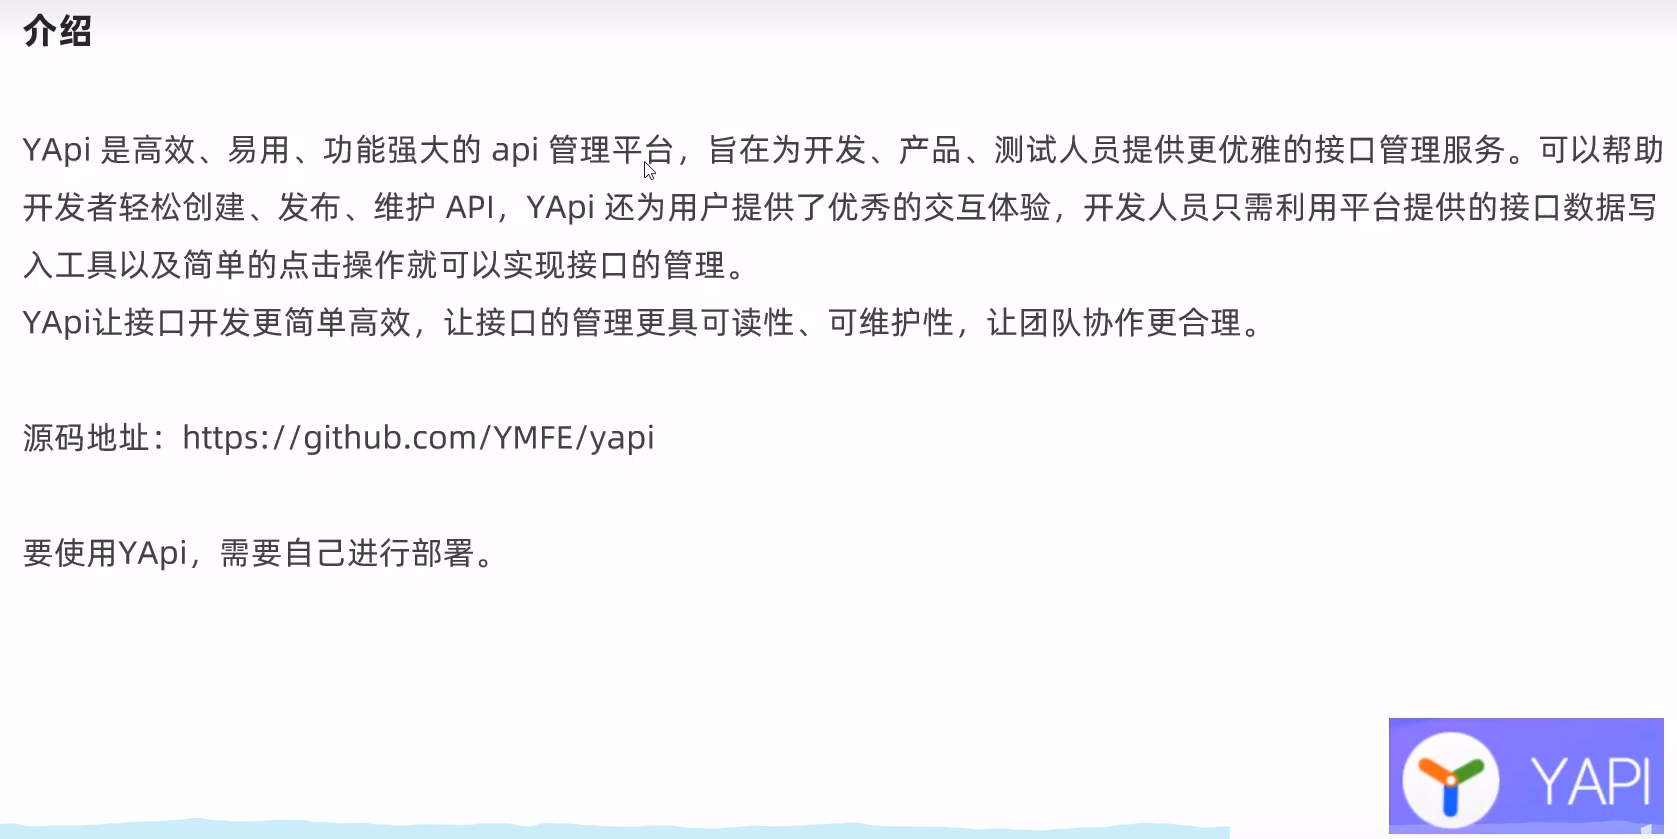 介绍
YApi 是高效、易用、功能强大的 api 管理平台，旨在为开发、产品、测试人员提供更优雅的接口管理服务。可以帮助
开发者轻松创建、发布、维护 API，YApi 还为用户提供了优秀的交互体验，开发人员只需利用平台提供的接口数据写
入工具以及简单的点击操作就可以实现接口的管理。
YApi让接口开发更简单高效，让接口的管理更具可读性、可维护性，让团队协作更合理。
源码地址：https://github.com/YMFE/yapi
要使用YApi，需要自己进行部署。
YAPI